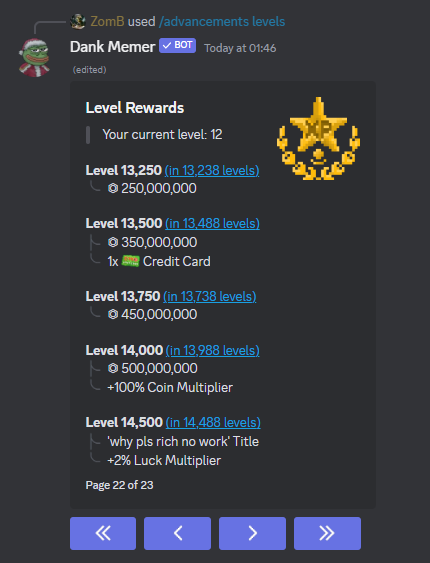 ZomB used /advancements levels
Dank Memer ✓ BOT Today at 01:46
(edited)
Level Rewards
Your current level: 12
XP
Level 13,250 (in 13,238 levels)
250,000,000
Level 13,500 (in 13,488 levels)
350,000,000
1x Credit Card
Level 13,750 (in 13,738 levels)
450,000,000
Level 14,000 (in 13,988 levels)
500,000,000
+100% Coin Multiplier
Level 14,500 (in 14,488 levels)
'why pls rich no work' Title
+2% Luck Multiplier
Page 22 of 23